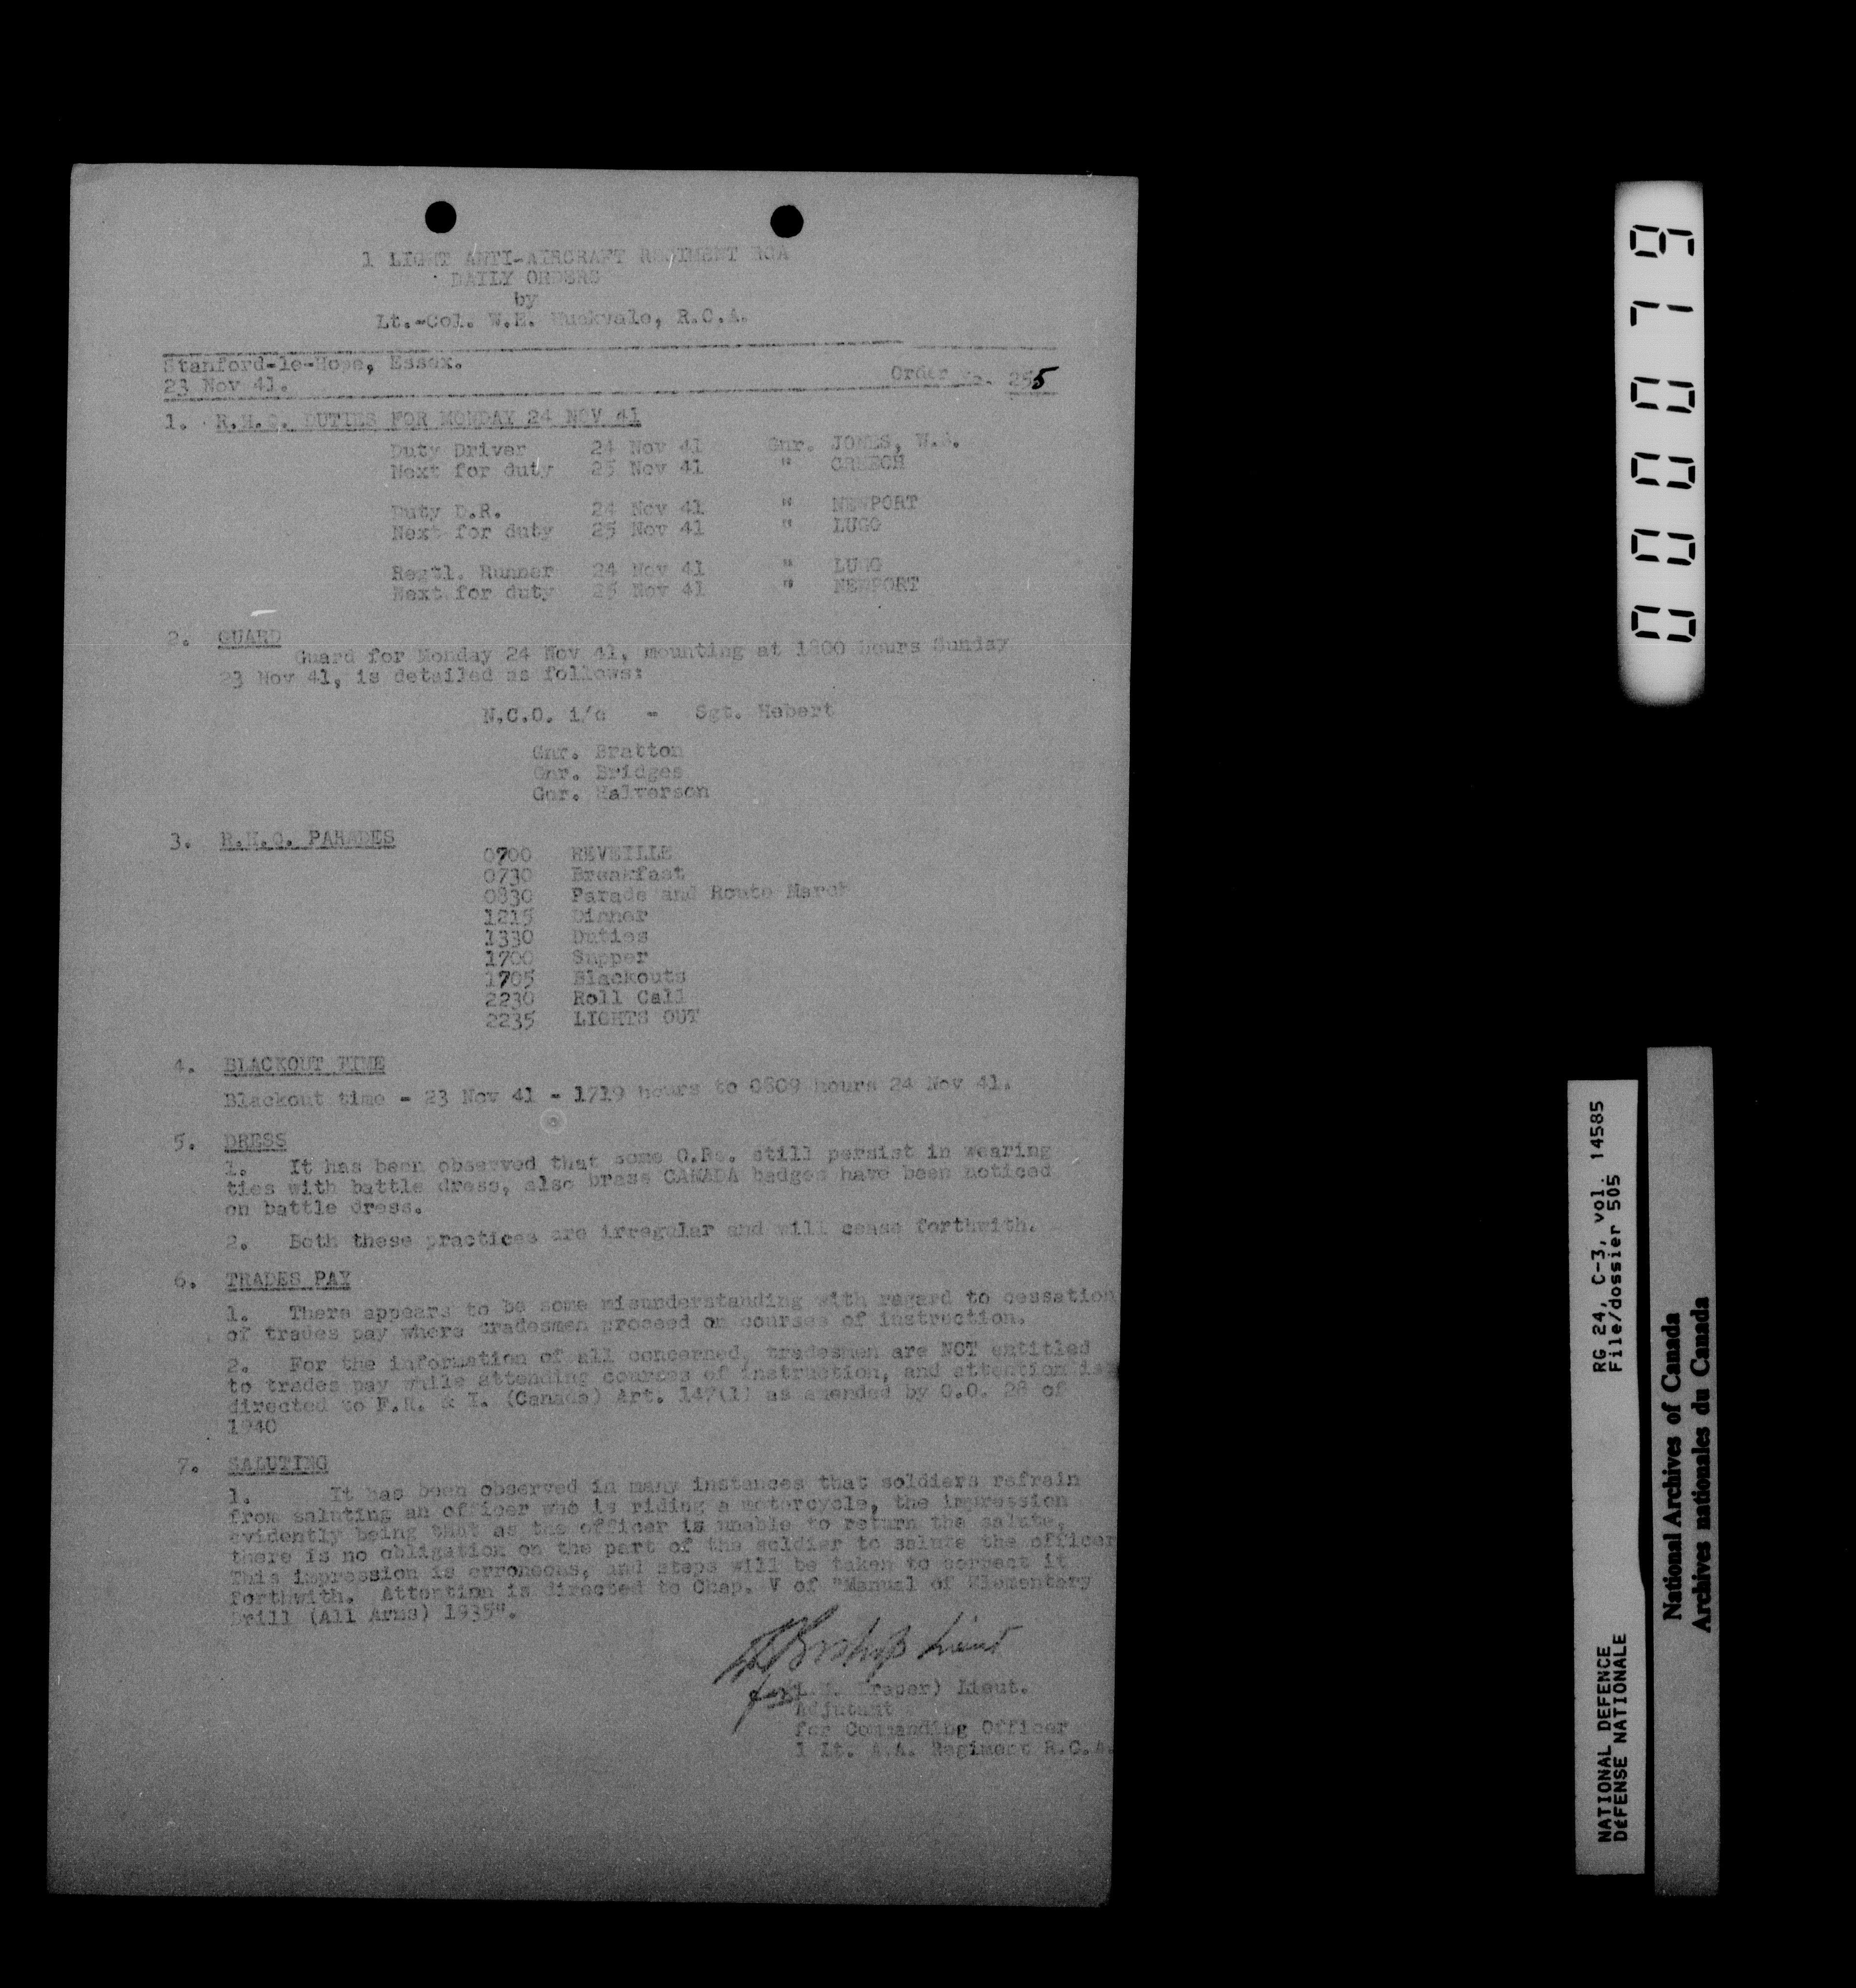 1 LIGHT ANTI-AIRCRAFT REGIMENT RCA
DAILY ORDERS
by
Lt.-Col. W.E. Huckvale, R.C.A.
Stanford-le-Hope, Essex.
23 Nov 41.
Order No. 255
1. R.H.Q. DUTIES FOR MONDAY 24 NOV 41
Duty Driver 24 Nov 41 Gnr. JONES,
Next for duty 25 Nov 41 " CREECH
Duty D.R. 24 Nov 41 " NEWPORT
Next for duty 25 Nov 41 " LUGG
Regtl. Runner 24 Nov 41 " LUGG
Next for duty 25 Nov 41 " NEWPORT
2. GUARD
Guard for Monday 24 Nov 41, mounting at 1800 hours Sunday
23 Nov 41, is detailed as follows:
N.C.O. i/c - Sgt. Hebert
Gnr. Bratton
Gnr. Bridges
Gnr. Halverson
3. R.H.Q. PARADES
0700 REVEILLE
0730 Breakfast
0830 Parade and Route March
1215 Dinner
1330 Duties
1700 Supper
1705 Blackouts
2230 Roll Call
2235 LIGHTS OUT
4. BLACKOUT TIME
Blackout time - 23 Nov 41 - 1719 hours to 0809 hours 24 Nov 41.
5. DRESS
1. It has been observed that some O.Rs. still persist in wearing
ties with battle dress, also brass CANADA badges have been noticed
on battle dress.
2. Both these practices are irregular and will cease forthwith.
6. TRADES PAY
1. There appears to be some misunderstanding with regard to cessation
of trades pay where tradesmen proceed on courses of instruction.
2. For the information of all concerned, tradesmen are NOT entitled
to trades pay while attending courses of instruction, and attention is
directed to F.R. & I. (Canada) Art. 147(1) as amended by G.O. 28 of
1940
7. SALUTING
1. It has been observed in many instances that soldiers refrain
from saluting an officer who is riding a motorcycle, the impression
evidently being that as the officer is unable to return the salute,
there is no obligation on the part of the soldier to salute the officer
This impression is erroneous, and steps will be taken to correct it
forthwith. Attention is directed to Chap. V of "Manual of Elementary
Drill (All Arms) 1935".
Bishop Lieut
for Draper) Lieut.
Adjutant
for Commanding Officer
1 Lt. A.A. Regiment R.C.A.
000079
RG 24, C-3, vol. 14585
File/dossier 505
NATIONAL DEFENCE
DÉFENSE NATIONALE
National Archives of Canada
Archives nationales du Canada